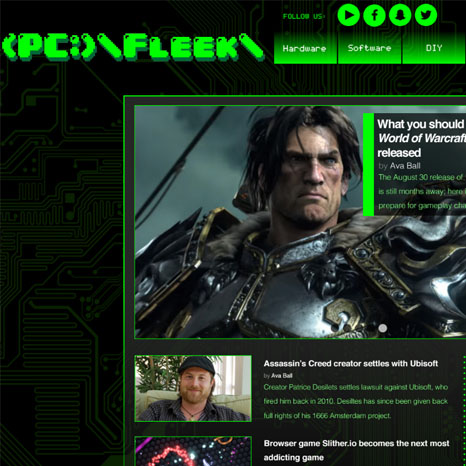 FOLLOW US:
(PC:)\FLEEK\
Hardware Software DIY
What you should
World of Warcraft
released
by Ava Ball
The August 30 release of
is still months away; here
prepare for gameplay cha
Assassin's Creed creator settles with Ubisoft
by Ava Ball
Creator Patrice Desilets settles lawsuit against Ubisoft, who
fired him back in 2010. Desiltes has since been given back
full rights of his 1666 Amsterdam project.
Browser game Slither.io becomes the next most
addicting game